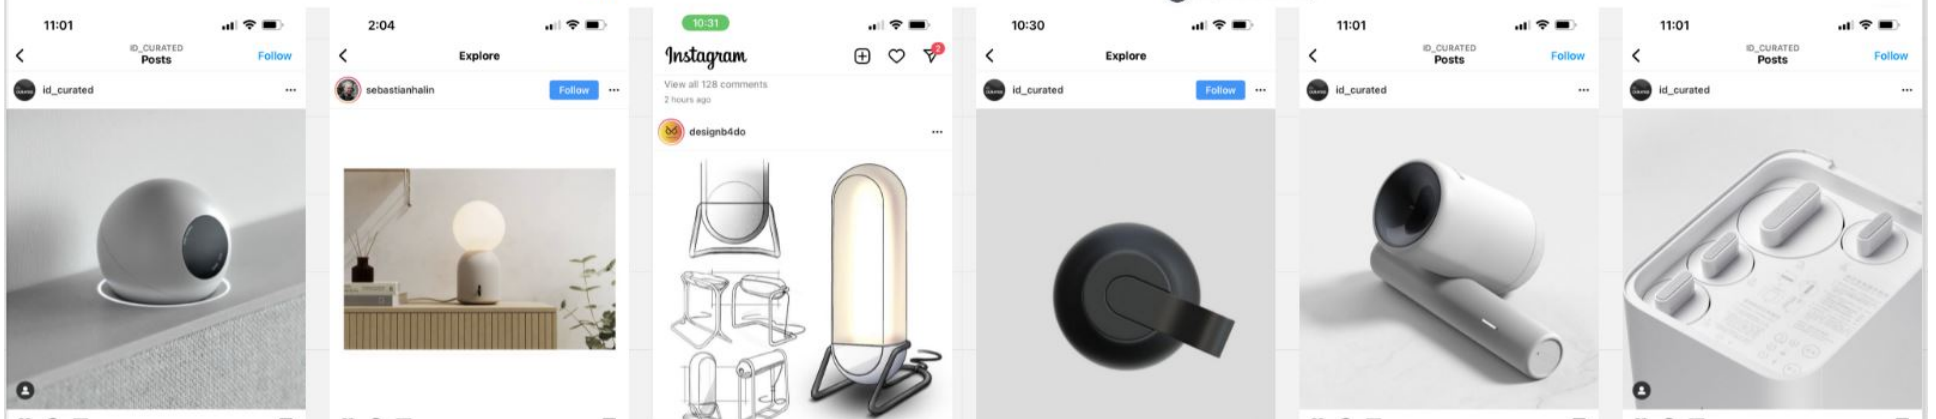 11:01
ID_CURATED
Posts
Follow
id_curated
2:04
Explore
sebastianhalin
Follow
10:31
Instagram
2
View all 128 comments
2 hours ago
designb4do
10:30
Explore
id_curated
Follow
11:01
ID_CURATED
Posts
Follow
id_curated
11:01
ID_CURATED
Posts
Follow
id_curated